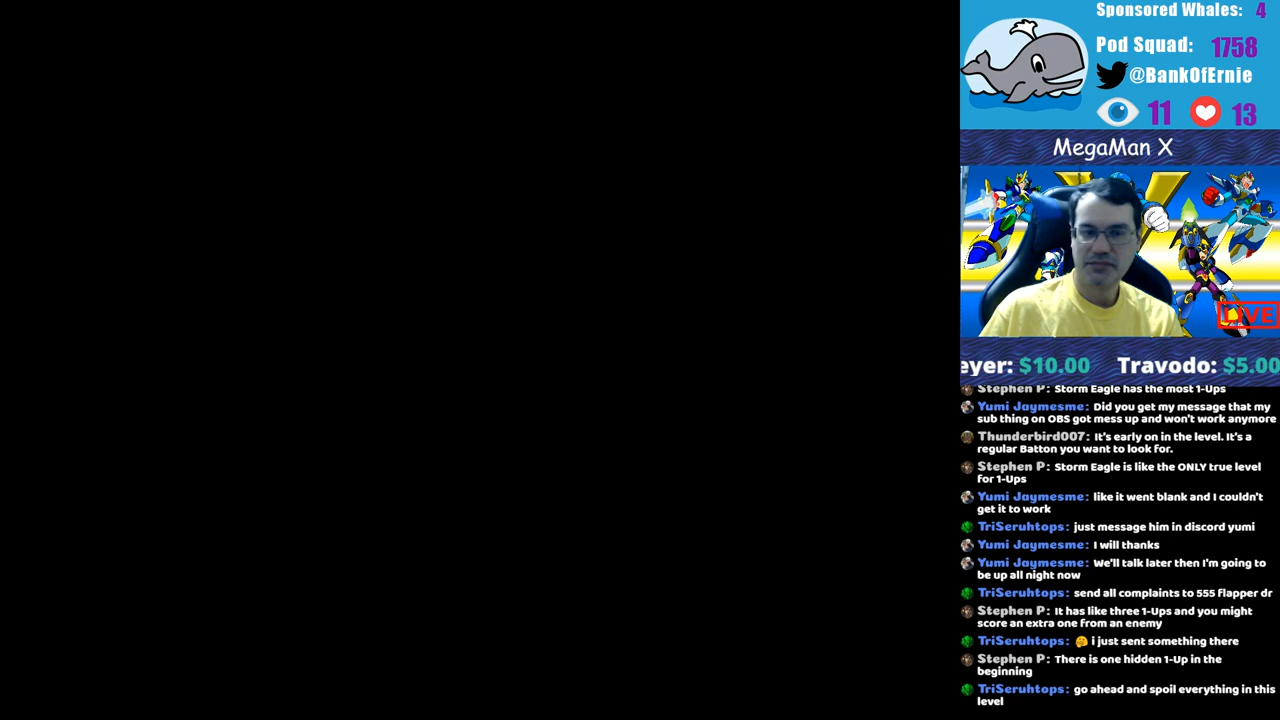 Sponsored Whales: 4
Pod Squad: 1758
@BankOfErnie
11 13
MegaMan X
LIVE
eyer: $10.00 Travodo: $5.00
Stephen P: Storm Eagle has the most 1-Ups
Yumi Jaymesme: Did you get my message that my
sub thing on OBS got mess up and won't work anymore
Thunderbird007: It's early on in the level. It's a
regular Batton you want to look for.
Stephen P: Storm Eagle is like the ONLY true level
for 1-Ups
Yumi Jaymesme: like it went blank and I couldn't
get it to work
TriSeruhtops: just message him in discord yumi
Yumi Jaymesme: I will thanks
Yumi Jaymesme: We'll talk later then I'm going to
be up all night now
TriSeruhtops: send all complaints to 555 flapper dr
Stephen P: It has like three 1-Ups and you might
score an extra one from an enemy
TriSeruhtops: 🤔 i just sent something there
Stephen P: There is one hidden 1-Up in the
beginning
TriSeruhtops: go ahead and spoil everything in this
level